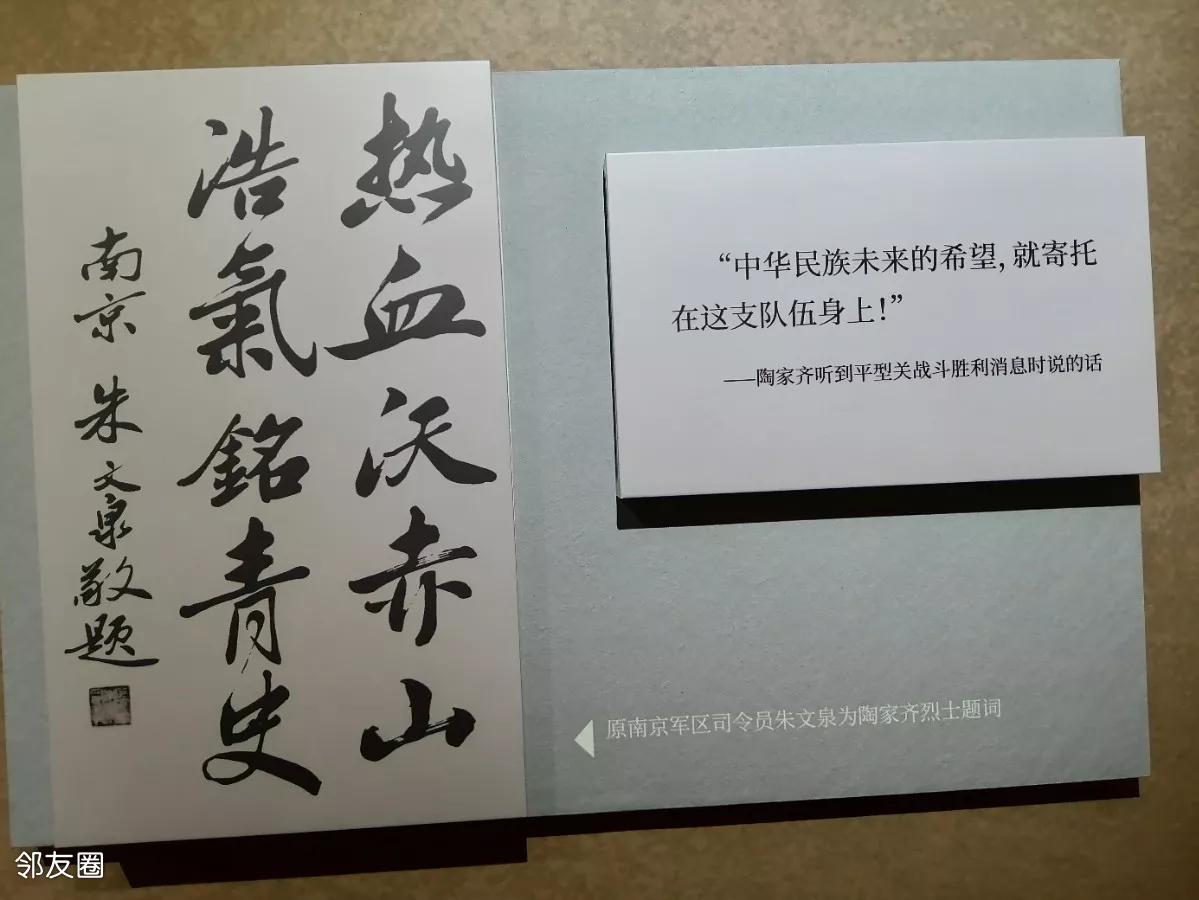 热血沃赤山
浩氣銘青史
南京 朱文泉敬题
“中华民族未来的希望，就寄托
在这支队伍身上！”
——陶家齐听到平型关战斗胜利消息时说的话
原南京军区司令员朱文泉为陶家齐烈士题词
邻友圈